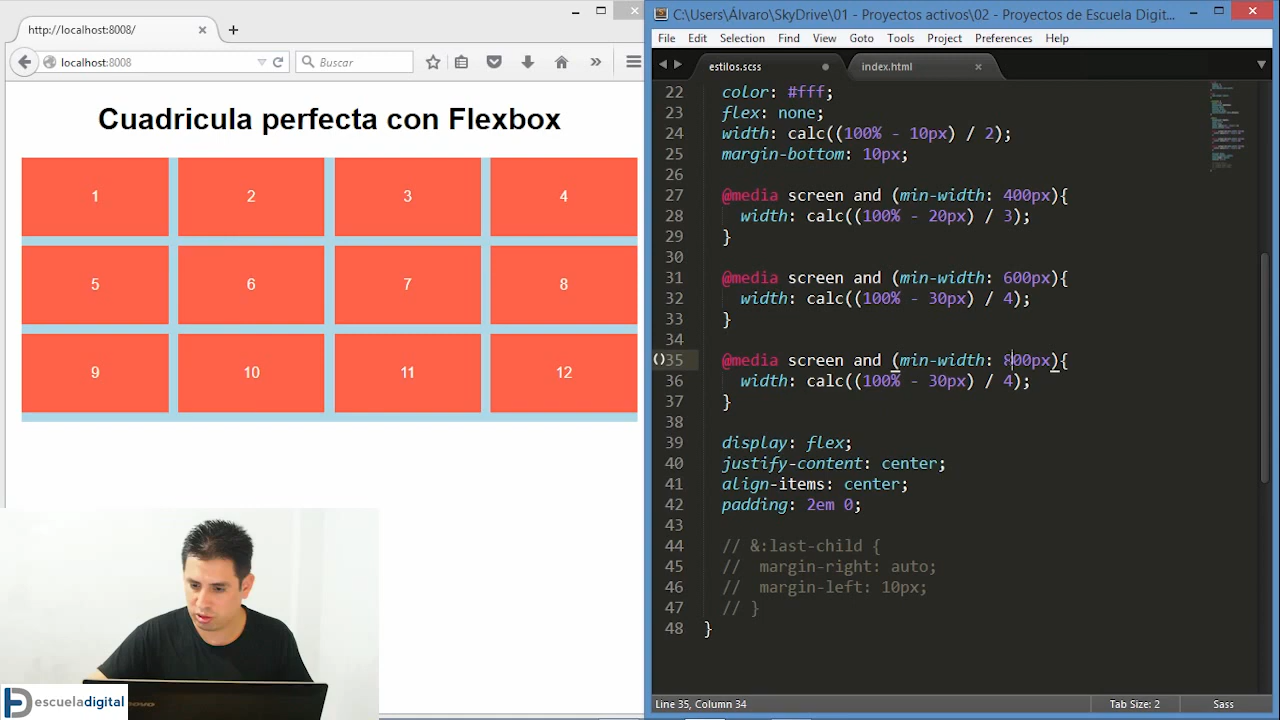 http://localhost:8008/
localhost:8008
Buscar
Cuadricula perfecta con Flexbox
1 2 3 4
5 6 7 8
9 10 11 12
escueladigital
C:\Users\Álvaro\SkyDrive\01 - Proyectos activos\02 - Proyectos de Escuela Digit...
File Edit Selection Find View Goto Tools Project Preferences Help
estilos.scss index.html
22 color: #fff;
23 flex: none;
24 width: calc((100% - 10px) / 2);
25 margin-bottom: 10px;
26
27 @media screen and (min-width: 400px){
28 width: calc((100% - 20px) / 3);
29 }
30
31 @media screen and (min-width: 600px){
32 width: calc((100% - 30px) / 4);
33 }
34
35 @media screen and (min-width: 800px){
36 width: calc((100% - 30px) / 4);
37 }
38
39 display: flex;
40 justify-content: center;
41 align-items: center;
42 padding: 2em 0;
43
44 // &:last-child {
45 // margin-right: auto;
46 // margin-left: 10px;
47 // }
48 }
Line 35, Column 34 Tab Size: 2 Sass